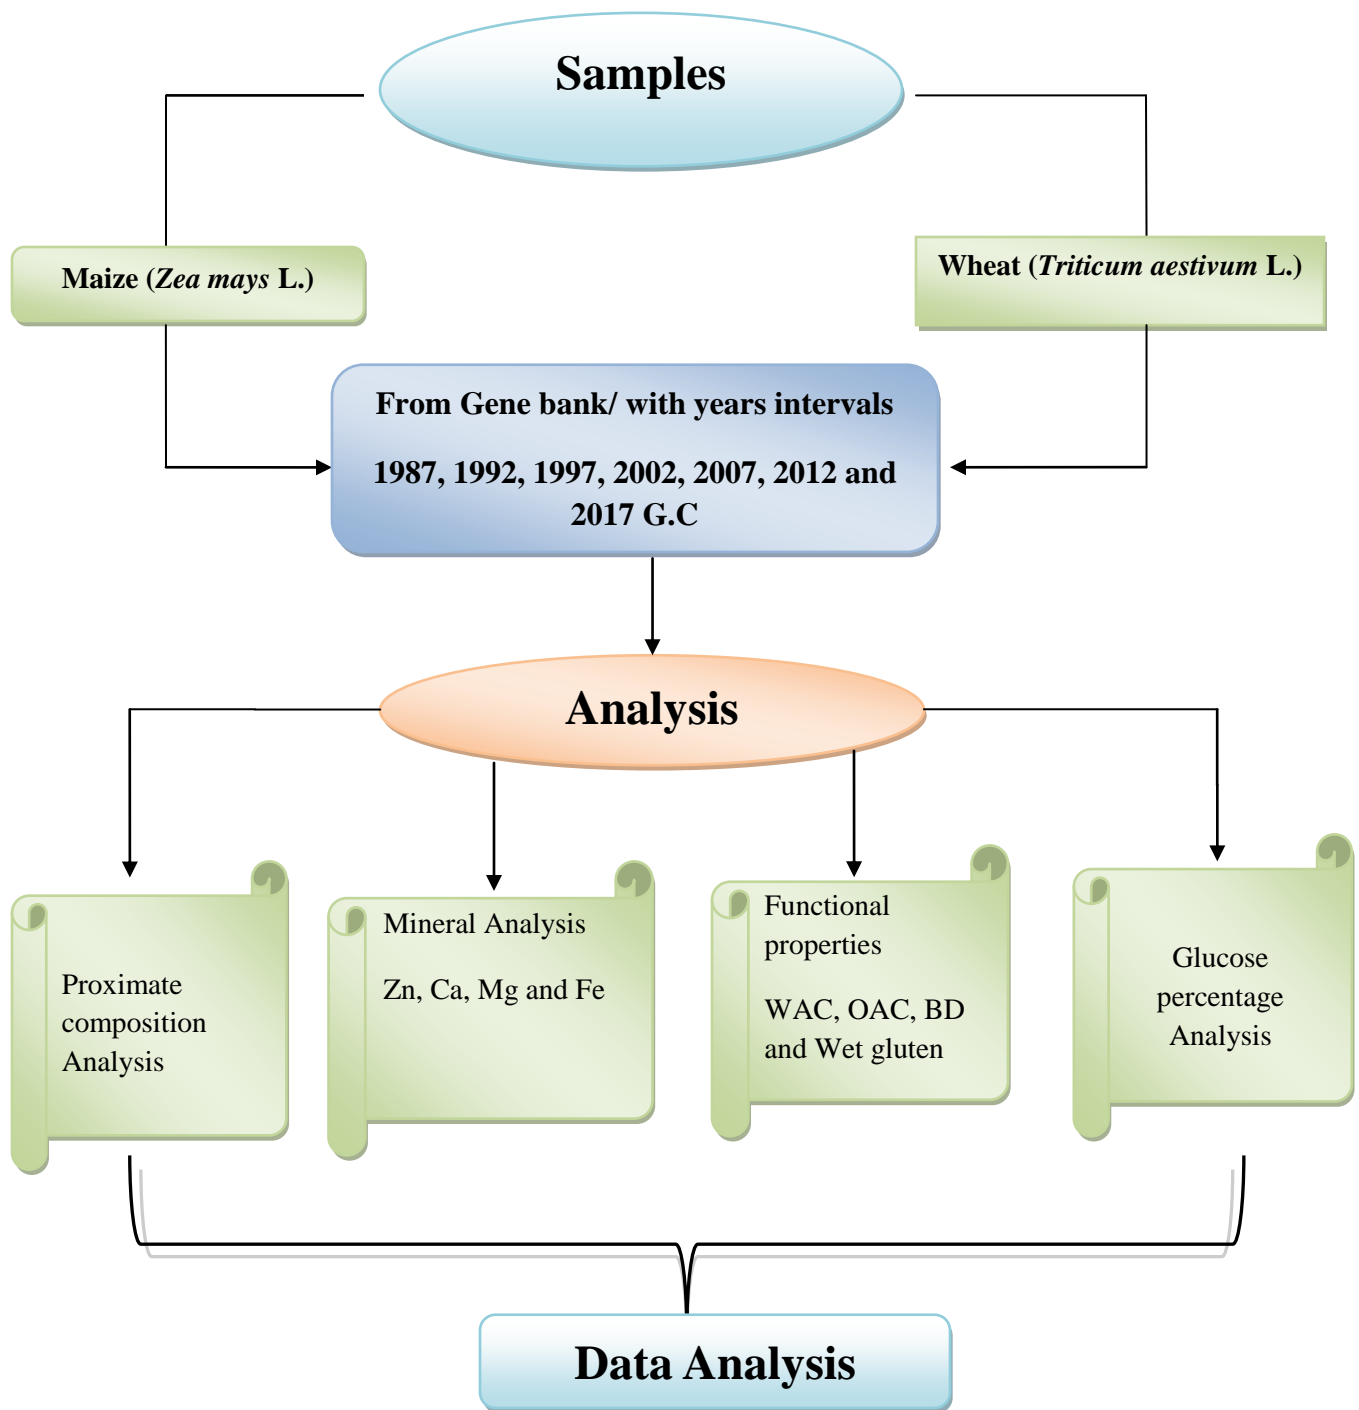 Samples
Maize (Zea mays L.)
Wheat (Triticum aestivum L.)
From Gene bank/ with years intervals
1987, 1992, 1997, 2002, 2007, 2012 and
2017 G.C
Analysis
Proximate
composition
Analysis
Mineral Analysis
Zn, Ca, Mg and Fe
Functional
properties
WAC, OAC, BD
and Wet gluten
Glucose
percentage
Analysis
Data Analysis